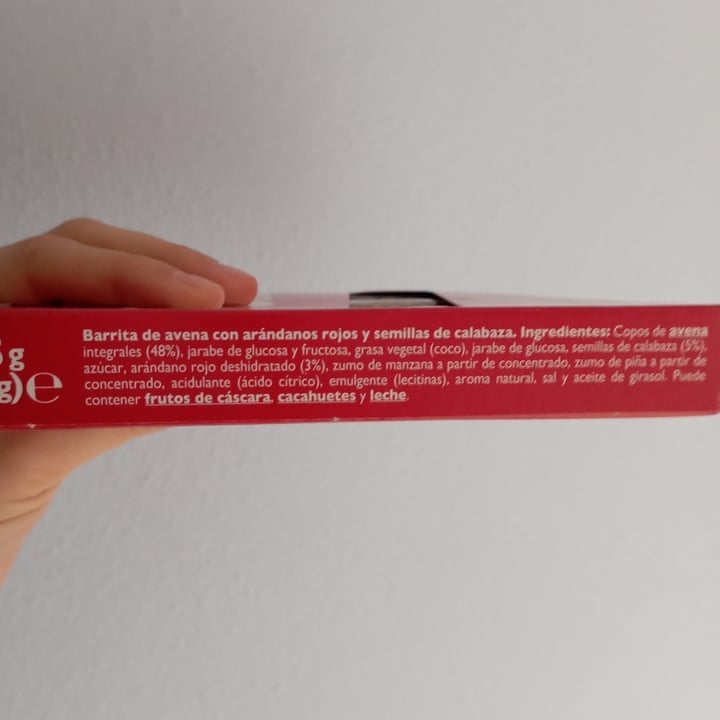 g
g)℮
Barrita de avena con arándanos rojos y semillas de calabaza. Ingredientes: Copos de avena
integrales (48%), jarabe de glucosa y fructosa, grasa vegetal (coco), jarabe de glucosa, semillas de calabaza (5%),
azúcar, arándano rojo deshidratado (3%), zumo de manzana a partir de concentrado, zumo de piña a partir de
concentrado, acidulante (ácido cítrico), emulgente (lecitinas), aroma natural, sal y aceite de girasol. Puede
contener frutos de cáscara, cacahuetes y leche.